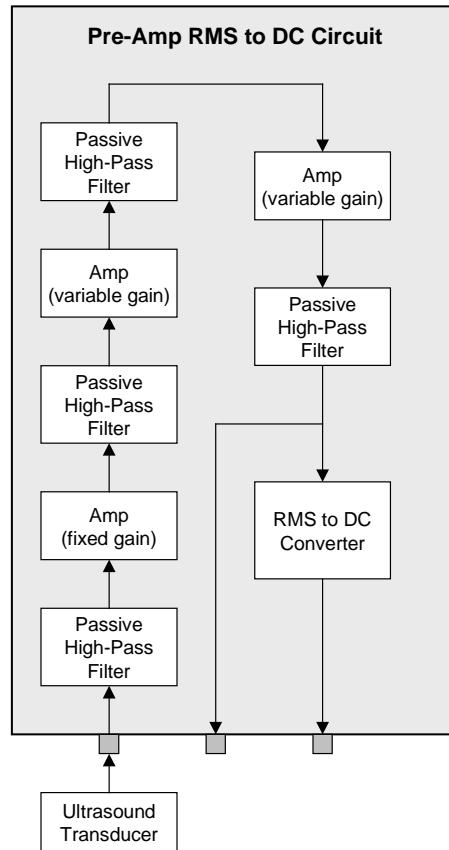 Pre-Amp RMS to DC Circuit
Passive
High-Pass
Filter
Amp
(variable gain)
Passive
High-Pass
Filter
Amp
(fixed gain)
Passive
High-Pass
Filter
Amp
(variable gain)
Passive
High-Pass
Filter
RMS to DC
Converter
Ultrasound
Transducer